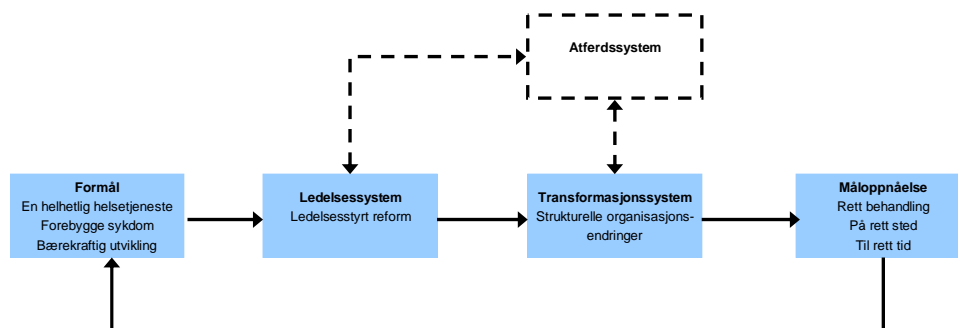 Atferdssystem
Formål
En helhetlig helsetjeneste
Forebygge sykdom
Bærekraftig utvikling
Ledelsessystem
Ledelsesstyrt reform
Transformasjonssystem
Strukturelle organisasjons-
endringer
Måloppnåelse
Rett behandling
På rett sted
Til rett tid